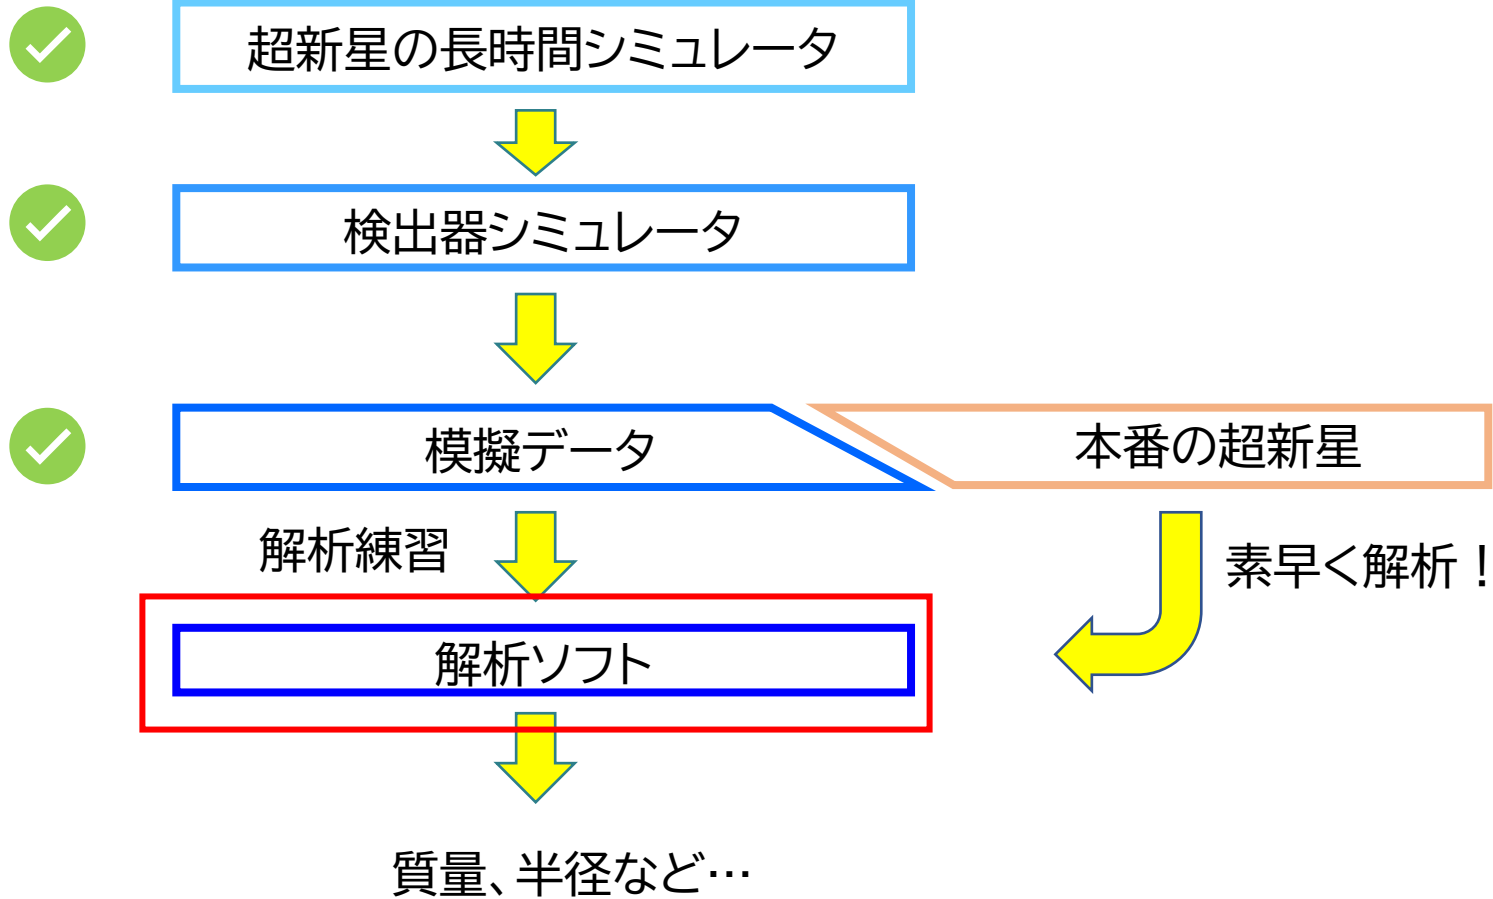 超新星の長時間シミュレータ
検出器シミュレータ
模擬データ
本番の超新星
解析練習
素早く解析！
解析ソフト
質量、半径など…